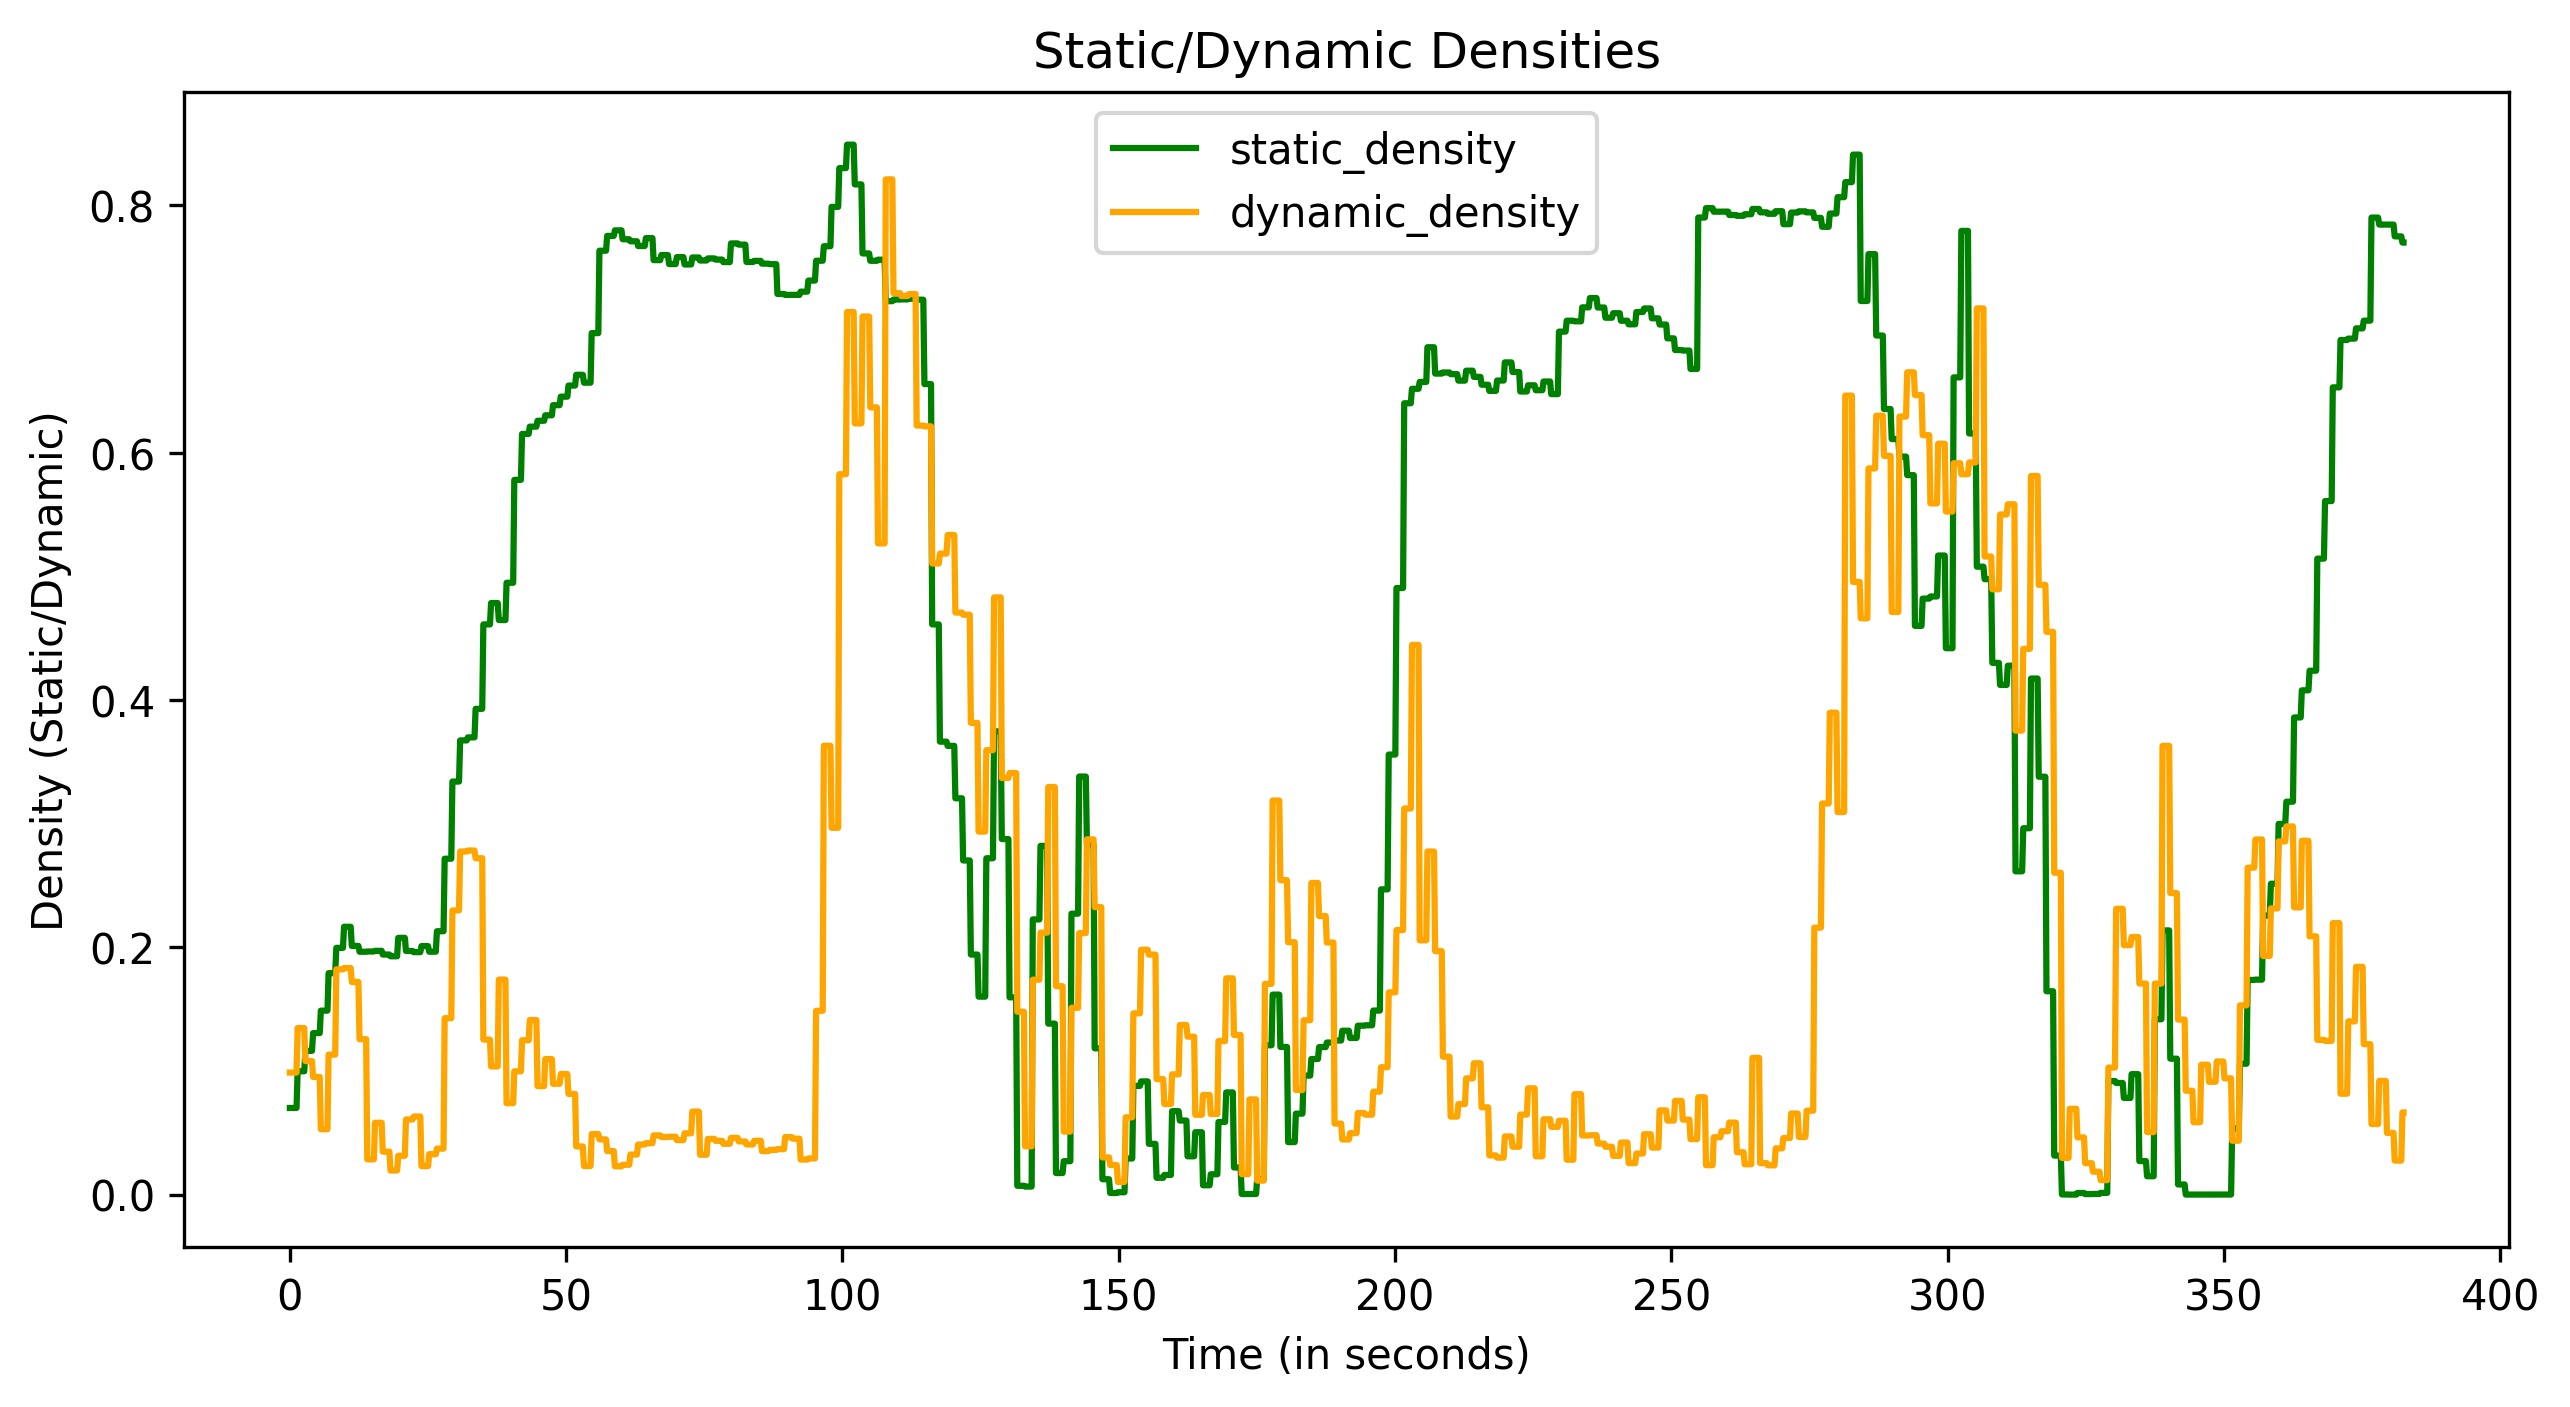 Static/Dynamic Densities
static_density
dynamic_density
Density (Static/Dynamic)
0.8
0.6
0.4
0.2
0.0
0 50 100 150 200 250 300 350 400
Time (in seconds)